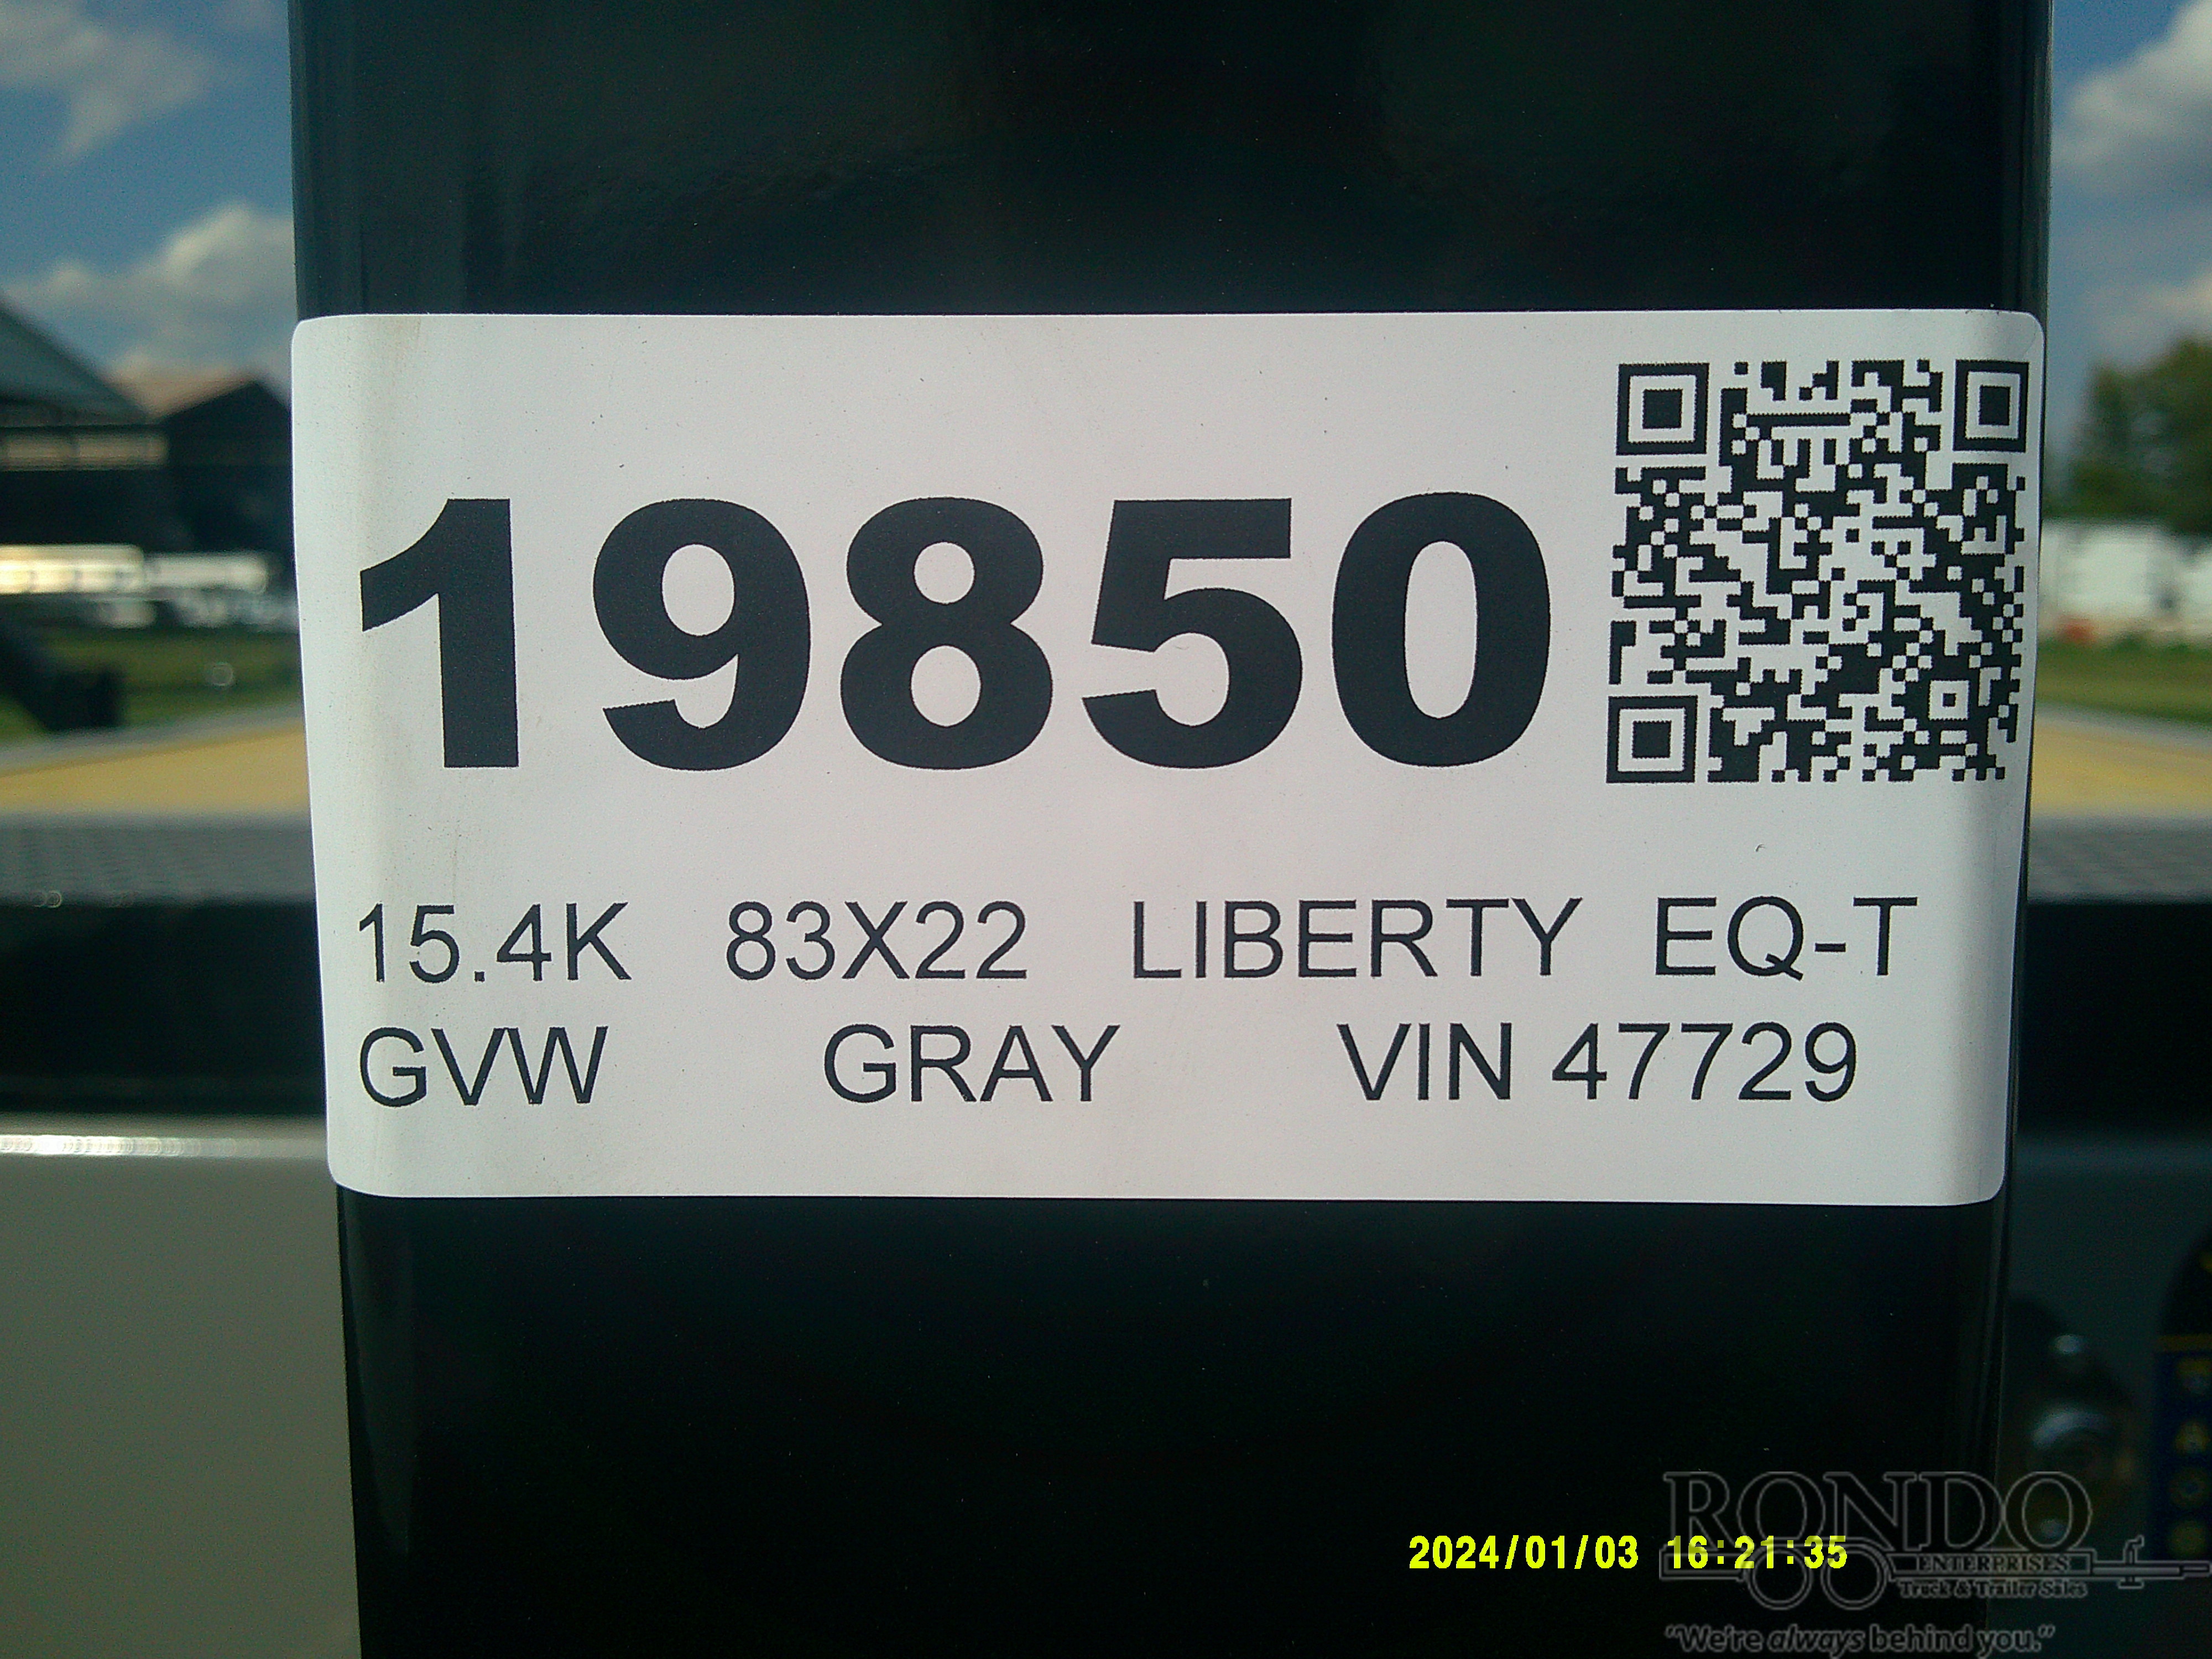 19850
15.4K 83X22 LIBERTY EQ-T
GVW GRAY VIN 47729
2024/01/03 16:21:35
RONDO
ENTERPRISES
Truck & Trailer Sales
"We're always behind you."